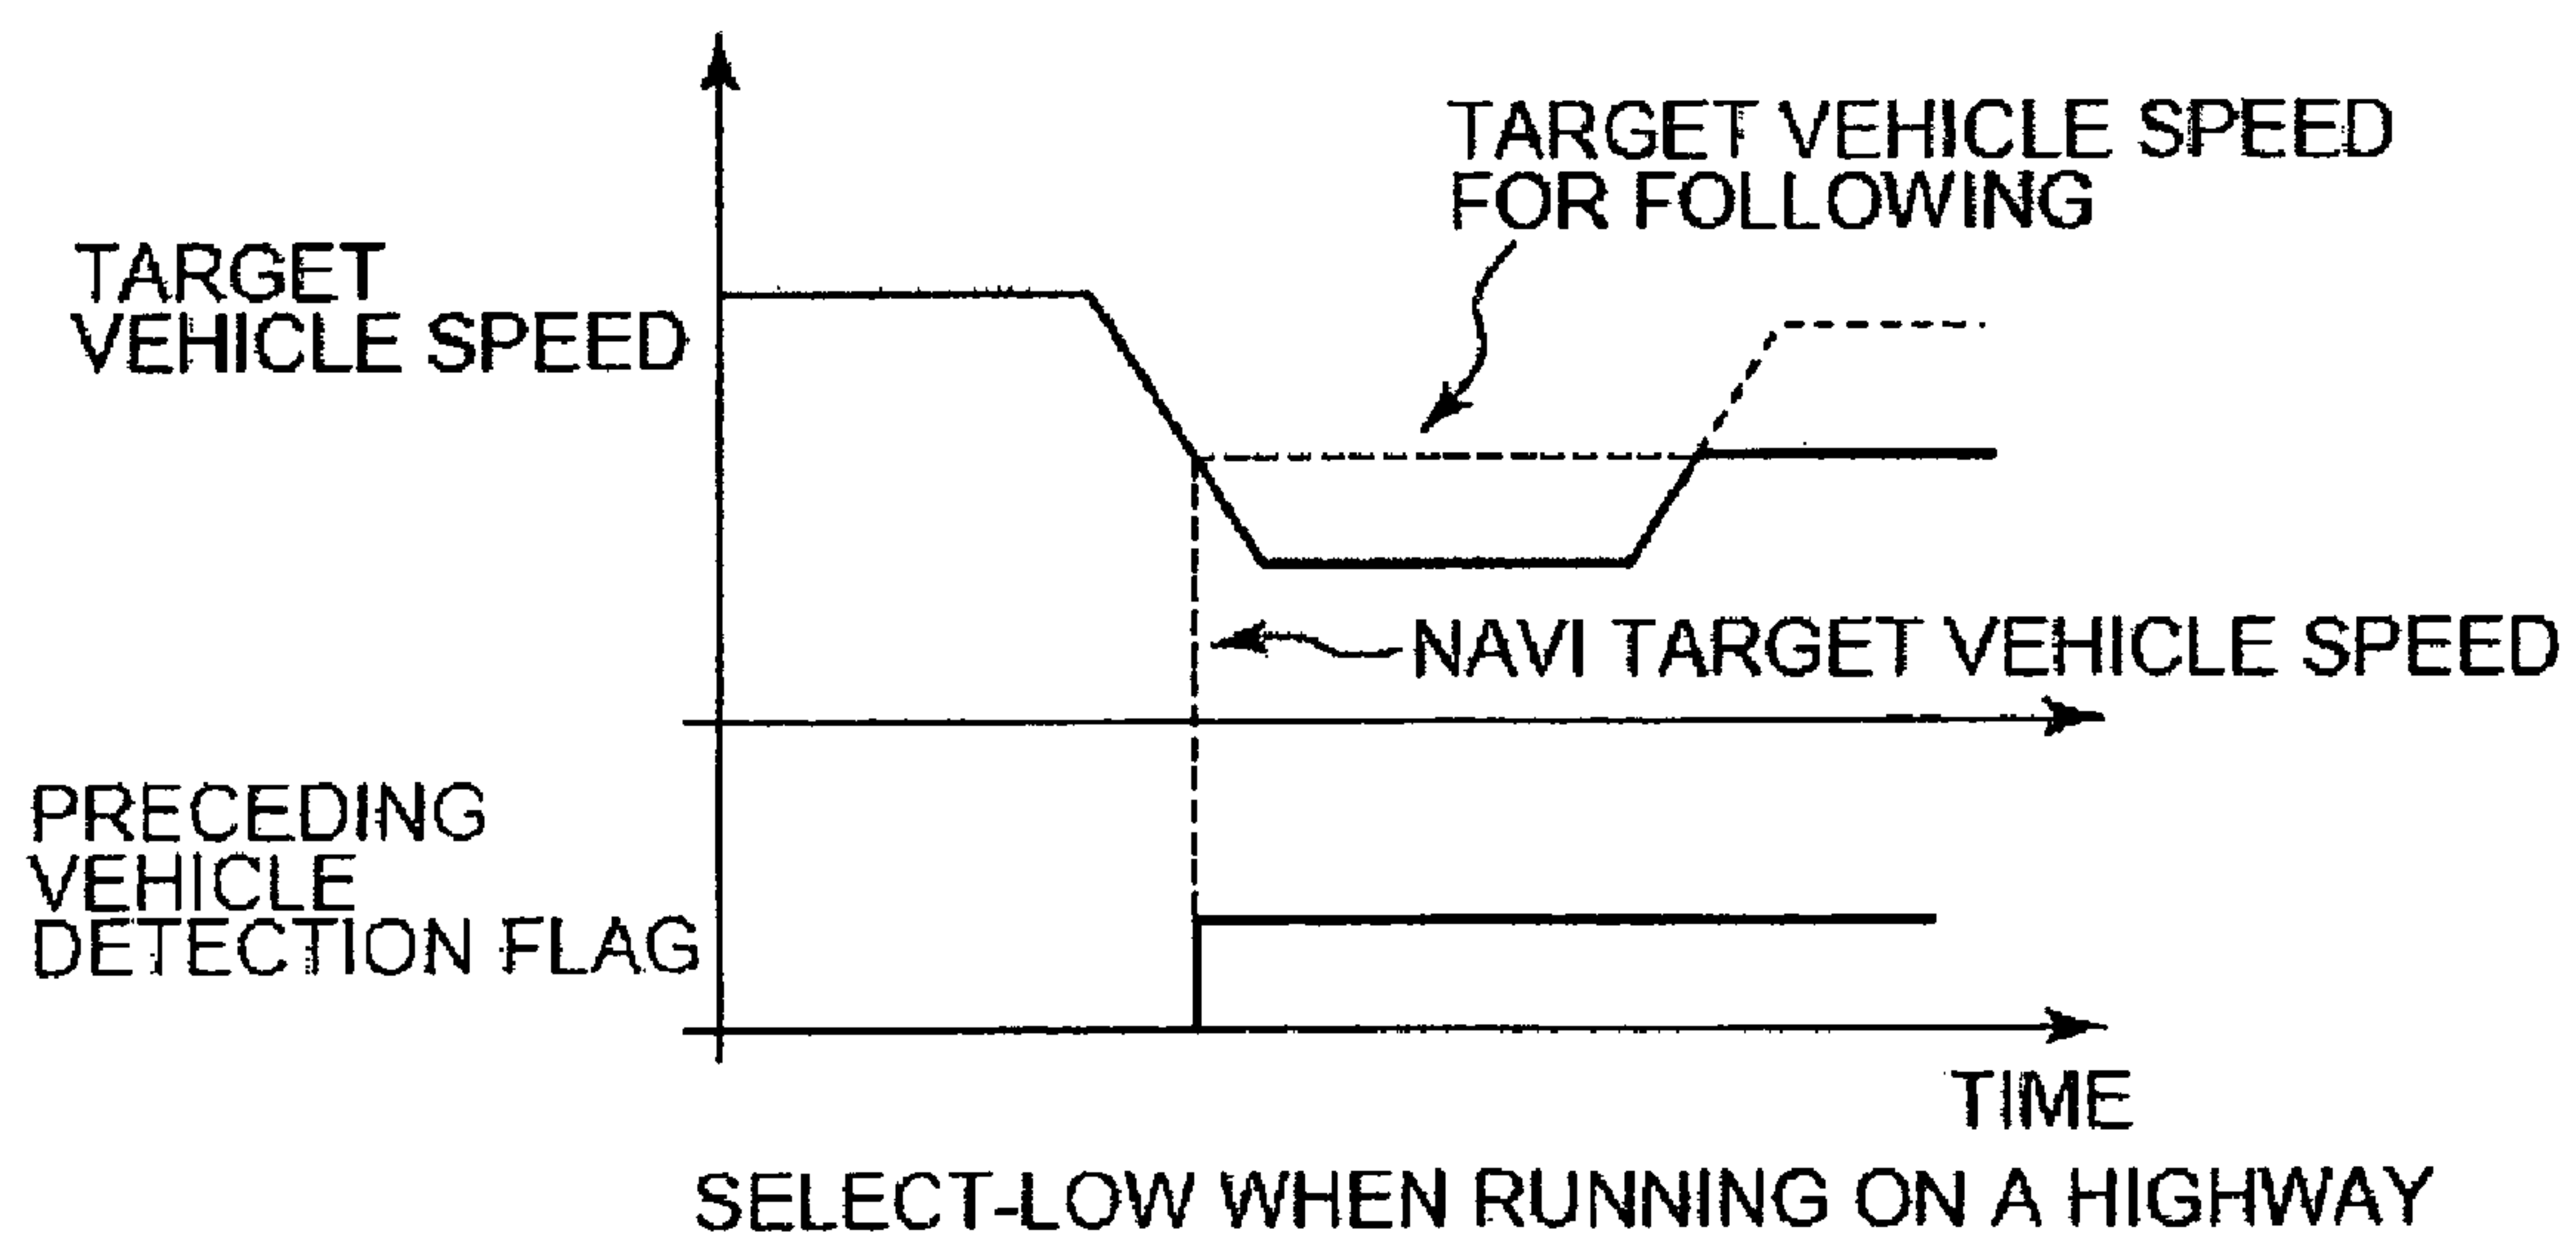 TARGET VEHICLE SPEED
FOR FOLLOWING
TARGET
VEHICLE SPEED
NAVI TARGET VEHICLE SPEED
PRECEDING
VEHICLE
DETECTION FLAG
TIME
SELECT-LOW WHEN RUNNING ON A HIGHWAY